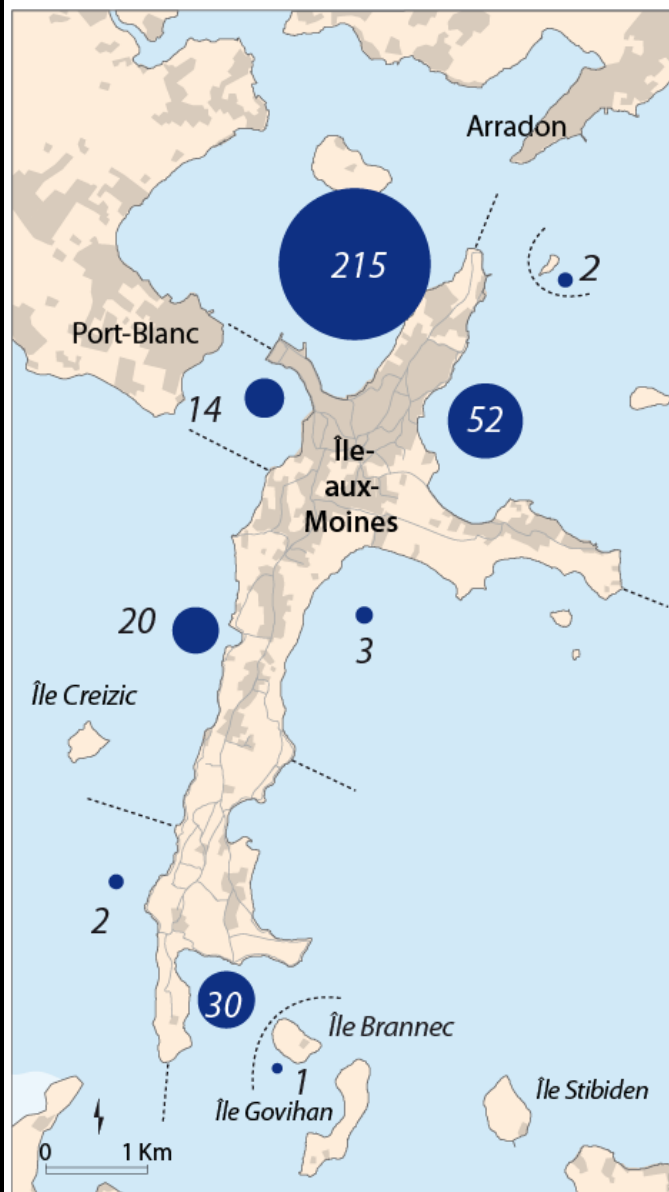 Arradon
215
2
Port-Blanc
14
52
Île-
aux-
Moines
20
3
Île Creizic
2
30
Île Brannec
1
Île Govihan
Île Stibiden
0
1 Km